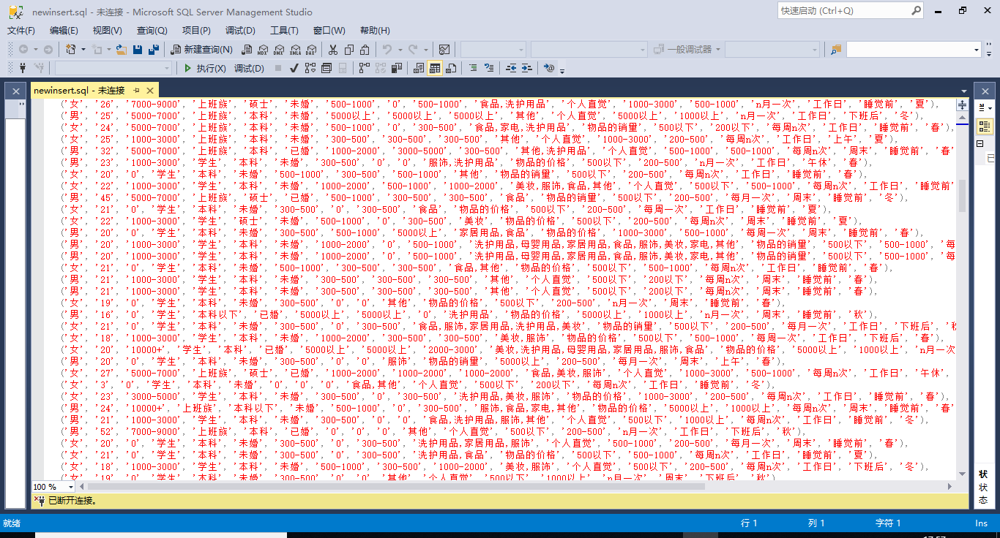 newinsert.sql - 未连接 - Microsoft SQL Server Management Studio
快速启动 (Ctrl+Q)
文件(F) 编辑(E) 视图(V) 查询(Q) 项目(P) 调试(D) 工具(T) 窗口(W) 帮助(H)
新建查询(N) MDX DMX XMLA DAX 一般调试器
执行(X) 调试(D)
newinsert.sql - 未连接
('女', '26', '7000-9000', '上班族', '硕士', '未婚', '500-1000', '0', '食品,洗护用品', '个人直觉', '1000-3000', '500-1000', 'n月一次', '工作日', '睡觉前', '夏'),
('男', '25', '5000-7000', '上班族', '本科', '未婚', '5000以上', '5000以上', '5000以上', '其他', '个人直觉', '5000以上', '1000以上', 'n月一次', '工作日', '下班后', '冬'),
('女', '24', '5000-7000', '上班族', '本科', '未婚', '500-1000', '0', '300-500', '食品,家电,洗护用品', '物品的销量', '500以下', '200以下', '每周n次', '工作日', '睡觉前', '春'),
('女', '25', '1000-3000', '学生', '本科', '未婚', '300-500', '300-500', '300-500', '其他', '个人直觉', '1000-3000', '200-500', '每周n次', '工作日', '上午', '夏'),
('男', '32', '5000-7000', '上班族', '本科', '已婚', '1000-2000', '3000-5000', '3000-5000', '其他,洗护用品', '个人直觉', '500-1000', '500-1000', '每周n次', '周末', '睡觉前', '春'
('男', '23', '1000-3000', '学生', '本科', '未婚', '300-500', '0', '0', '服饰,洗护用品', '物品的价格', '500以下', '200-500', 'n月一次', '工作日', '午休', '春'),
('女', '20', '0', '学生', '本科', '未婚', '500-1000', '300-500', '500-1000', '其他', '物品的销量', '500以下', '200-500', '每周n次', '工作日', '睡觉前', '春'),
('女', '22', '1000-3000', '学生', '本科', '未婚', '1000-2000', '500-1000', '1000-2000', '美妆,服饰,食品,其他', '个人直觉', '500以下', '500-1000', '每周n次', '工作日', '睡觉前'
('男', '45', '5000-7000', '上班族', '硕士', '已婚', '500-1000', '300-500', '300-500', '食品', '物品的销量', '500以下', '200-500', '每月一次', '周末', '睡觉前', '冬'),
('女', '21', '0', '学生', '本科', '未婚', '300-500', '0', '300-500', '食品', '物品的价格', '500以下', '200-500', '每周一次', '工作日', '睡觉前', '夏'),
('女', '22', '1000-3000', '学生', '硕士', '未婚', '500-1000', '0', '300-500', '美妆', '物品的价格', '500以下', '200-500', '每周n次', '周末', '睡觉前', '夏'),
('男', '20', '0', '学生', '本科', '未婚', '300-500', '500-1000', '5000以上', '家居用品,食品', '物品的价格', '1000-3000', '500-1000', '每周一次', '周末', '睡觉前', '春'),
('男', '20', '1000-3000', '学生', '本科', '未婚', '1000-2000', '0', '500-1000', '洗护用品,母婴用品,家居用品,食品,服饰,美妆,家电,其他', '物品的销量', '500以下', '500-1000', '每
('男', '20', '1000-3000', '学生', '本科', '未婚', '1000-2000', '0', '500-1000', '洗护用品,母婴用品,家居用品,食品,服饰,美妆,家电,其他', '物品的销量', '500以下', '500-1000', '每
('女', '21', '0', '学生', '本科', '未婚', '500-1000', '300-500', '300-500', '食品,其他', '物品的价格', '500以下', '500-1000', '每周n次', '工作日', '睡觉前', '春'),
('男', '21', '1000-3000', '学生', '本科', '未婚', '300-500', '300-500', '300-500', '其他', '个人直觉', '500以下', '200以下', '每周n次', '周末', '睡觉前', '春'),
('男', '21', '1000-3000', '学生', '本科', '未婚', '300-500', '300-500', '300-500', '其他', '个人直觉', '500以下', '200以下', '每周n次', '周末', '睡觉前', '春'),
('女', '19', '0', '学生', '本科', '未婚', '300-500', '0', '0', '其他', '物品的价格', '500以下', '200-500', 'n月一次', '周末', '睡觉前', '春'),
('男', '16', '0', '学生', '本科以下', '已婚', '5000以上', '5000以上', '0', '洗护用品', '物品的价格', '5000以上', '1000以上', 'n月一次', '周末', '睡觉前', '秋'),
('女', '21', '0', '学生', '本科', '未婚', '300-500', '0', '300-500', '食品,服饰,家居用品,洗护用品,美妆', '物品的销量', '500以下', '200-500', '每月一次', '工作日', '下班后', '秋
('女', '18', '1000-3000', '学生', '本科', '未婚', '1000-2000', '300-500', '300-500', '美妆,服饰', '物品的价格', '500以下', '500-1000', '每周一次', '工作日', '下班后', '春'),
('女', '20', '10000+', '学生', '本科', '已婚', '5000以上', '5000以上', '2000-3000', '美妆,洗护用品,母婴用品,家居用品,服饰,食品', '物品的价格', '5000以上', '1000以上', 'n月一次
('男', '20', '0', '学生', '本科', '未婚', '300-500', '0', '0', '服饰', '物品的销量', '5000以上', '200-500', '每月一次', '周末', '上午', '春'),
('女', '27', '5000-7000', '上班族', '硕士', '已婚', '1000-2000', '1000-2000', '1000-2000', '食品,美妆,服饰', '个人直觉', '1000-3000', '500-1000', '每周n次', '工作日', '午休',
('女', '3', '0', '学生', '本科', '未婚', '0', '0', '0', '食品,其他', '个人直觉', '500以下', '200以下', '每周n次', '工作日', '睡觉前', '冬'),
('女', '23', '3000-5000', '学生', '本科', '未婚', '500-1000', '0', '300-500', '洗护用品,美妆,服饰', '物品的价格', '500以下', '200-500', '每周n次', '工作日', '睡觉前', '春'),
('男', '24', '10000+', '上班族', '本科以下', '未婚', '500-1000', '0', '300-500', '服饰,食品,家电,其他', '物品的价格', '5000以上', '1000以上', '每周n次', '周末', '睡觉前', '春
('男', '21', '1000-3000', '学生', '本科', '未婚', '300-500', '0', '0', '食品,洗护用品,服饰,其他', '个人直觉', '500以下', '1000以上', '每周n次', '工作日', '睡觉前', '冬'),
('男', '52', '7000-9000', '上班族', '本科', '已婚', '0', '0', '0', '其他', '个人直觉', '500以下', '200-500', 'n月一次', '工作日', '下班后', '秋'),
('女', '20', '0', '学生', '本科', '未婚', '300-500', '0', '300-500', '洗护用品,家居用品,服饰', '个人直觉', '500-1000', '200-500', '每月一次', '周末', '睡觉前', '春'),
('女', '21', '0', '学生', '本科', '未婚', '300-500', '0', '300-500', '洗护用品,食品', '物品的价格', '500以下', '200-500', '每周n次', '工作日', '睡觉前', '夏'),
('女', '18', '1000-3000', '学生', '本科', '未婚', '500-1000', '300-500', '1000-2000', '美妆,服饰', '个人直觉', '500以下', '200-500', '每周n次', '工作日', '下班后', '冬'),
('女', '19', '0', '学生', '本科', '未婚', '300-500', '0', '0', '其他', '个人直觉', '500以下', '1000以上', 'n月一次', '周末', '下班后', '秋'),
100 %
已断开连接。
状
状
态
就绪 行 1 列 1 字符 1 Ins